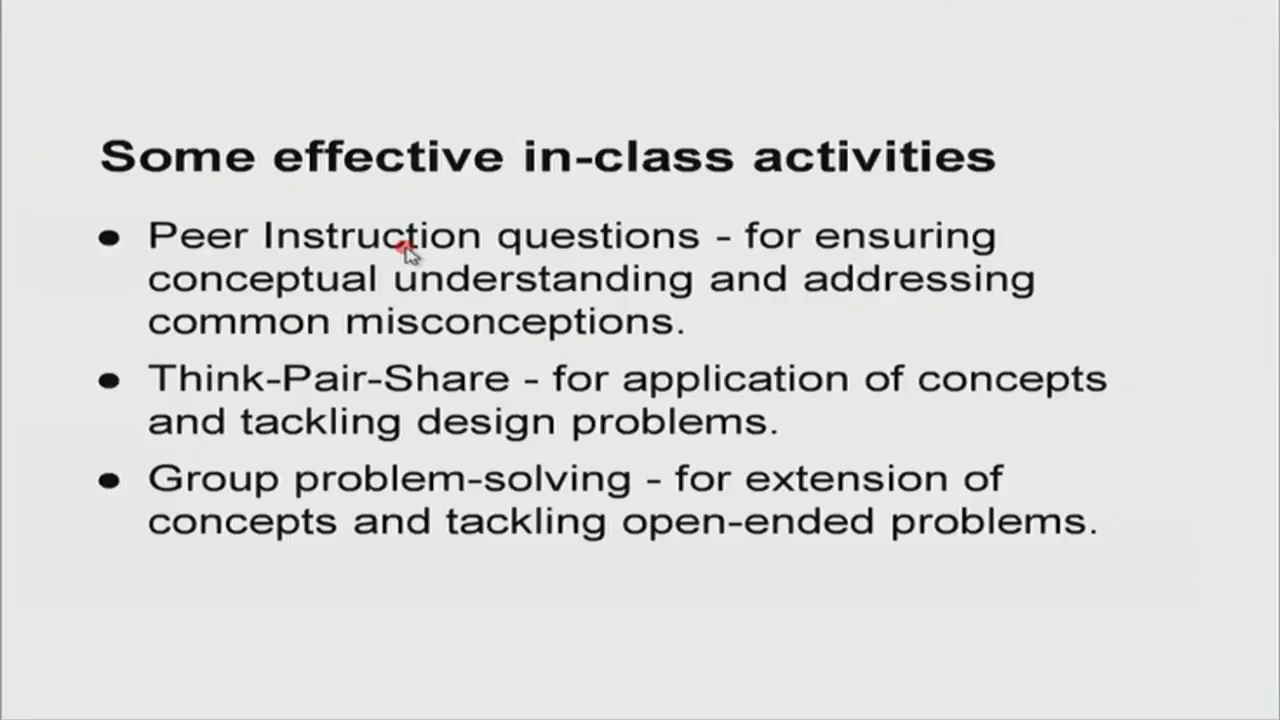 Some effective in-class activities
● Peer Instruction questions - for ensuring
conceptual understanding and addressing
common misconceptions.
● Think-Pair-Share - for application of concepts
and tackling design problems.
● Group problem-solving - for extension of
concepts and tackling open-ended problems.